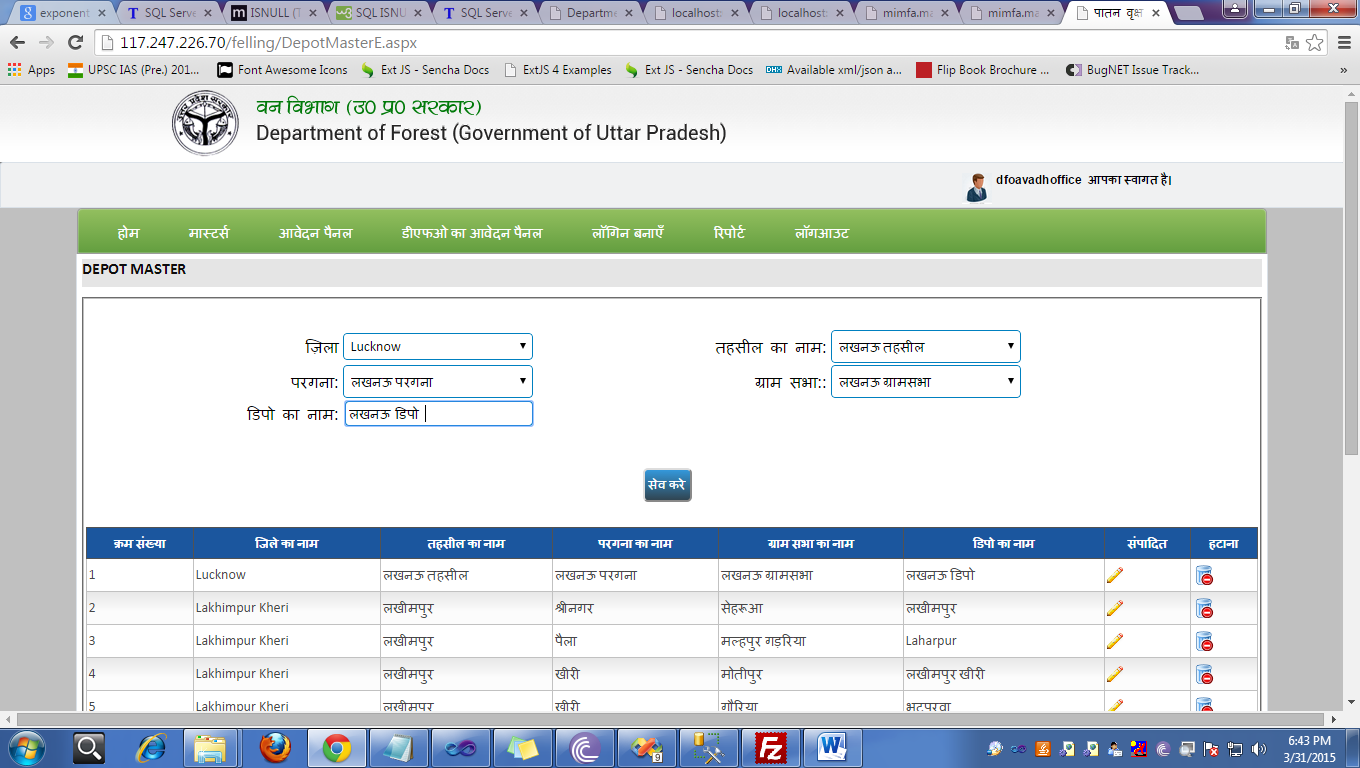 exponent
SQL Serve
ISNULL (T
SQL ISNU
SQL Serve
Departme
localhost:
localhost:
mimfa.ma
mimfa.ma
पातन वृक्ष
117.247.226.70/felling/DepotMasterE.aspx
Apps
UPSC IAS (Pre.) 201...
Font Awesome Icons
Ext JS - Sencha Docs
ExtJS 4 Examples
Ext JS - Sencha Docs
Available xml/json a...
Flip Book Brochure ...
BugNET Issue Track...
वन विभाग (उ0 प्र0 सरकार)
Department of Forest (Government of Uttar Pradesh)
dfoavadhoffice आपका स्वागत है।
होम
मास्टर्स
आवेदन पैनल
डीएफओ का आवेदन पैनल
लॉगिन बनाएँ
रिपोर्ट
लॉगआउट
DEPOT MASTER
ज़िला Lucknow
तहसील का नाम: लखनऊ तहसील
परगना: लखनऊ परगना
ग्राम सभा:: लखनऊ ग्रामसभा
डिपो का नाम: लखनऊ डिपो
सेव करे
क्रम संख्या जिले का नाम तहसील का नाम परगना का नाम ग्राम सभा का नाम डिपो का नाम संपादित हटाना
1 Lucknow लखनऊ तहसील लखनऊ परगना लखनऊ ग्रामसभा लखनऊ डिपो
2 Lakhimpur Kheri लखीमपुर श्रीनगर सेहरूआ लखीमपुर
3 Lakhimpur Kheri लखीमपुर पैला मल्हपुर गड़रिया Laharpur
4 Lakhimpur Kheri लखीमपुर खीरी मोतीपुर लखीमपुर खीरी
5 Lakhimpur Kheri लखीमपुर खीरी गौरिया भटपुरवा
6:43 PM
3/31/2015